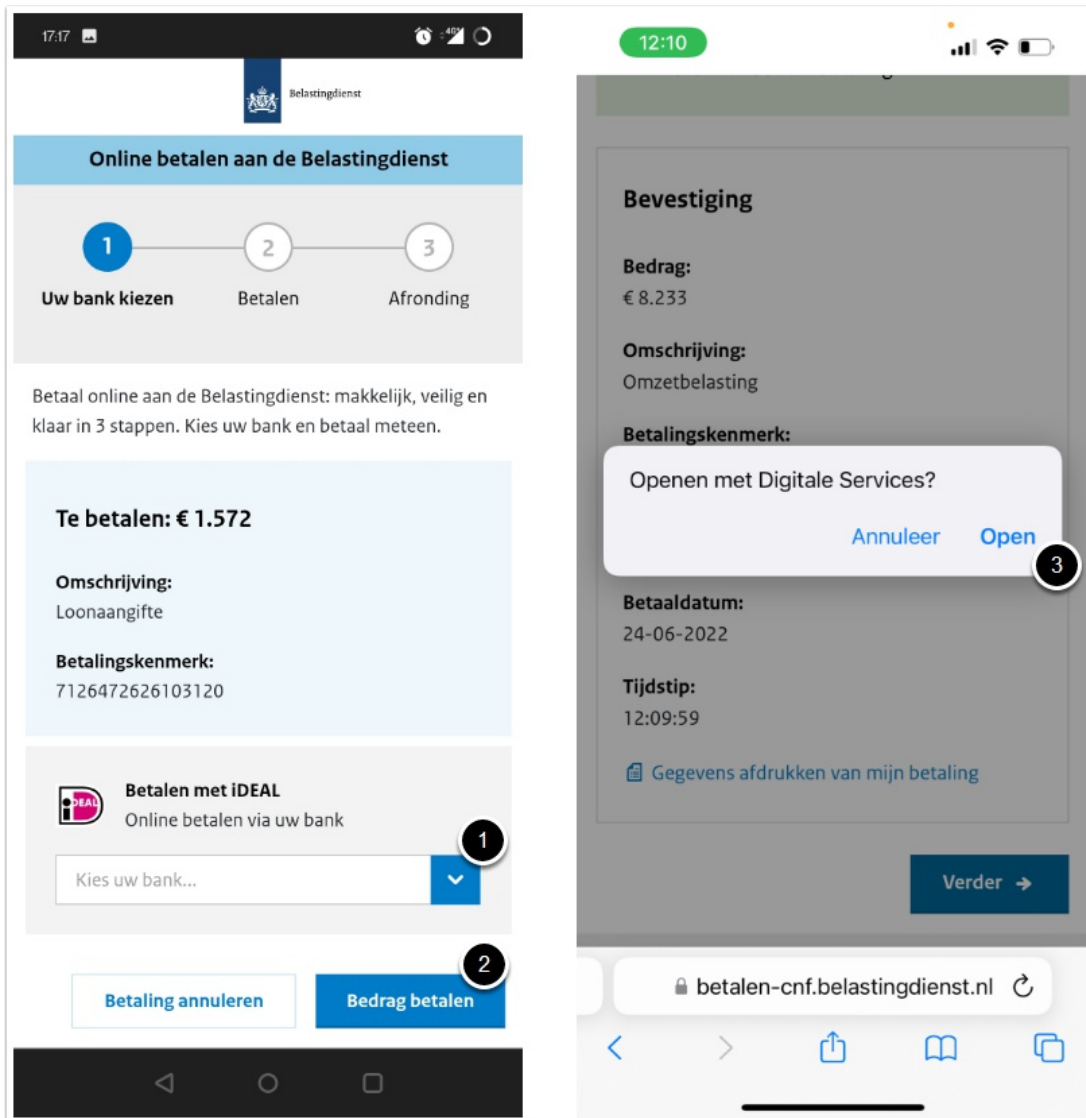 17:17
4G+
Belastingdienst
Online betalen aan de Belastingdienst
1
2
3
Uw bank kiezen
Betalen
Afronding
Betaal online aan de Belastingdienst: makkelijk, veilig en
klaar in 3 stappen. Kies uw bank en betaal meteen.
Te betalen: € 1.572
Omschrijving:
Loonaangifte
Betalingskenmerk:
7126472626103120
iDEAL
Betalen met iDEAL
Online betalen via uw bank
1
Kies uw bank...
2
Betaling annuleren
Bedrag betalen
12:10
Bevestiging
Bedrag:
€ 8.233
Omschrijving:
Omzetbelasting
Betalingskenmerk:
Openen met Digitale Services?
Annuleer
Open
3
Betaaldatum:
24-06-2022
Tijdstip:
12:09:59
Gegevens afdrukken van mijn betaling
Verder →
betalen-cnf.belastingdienst.nl